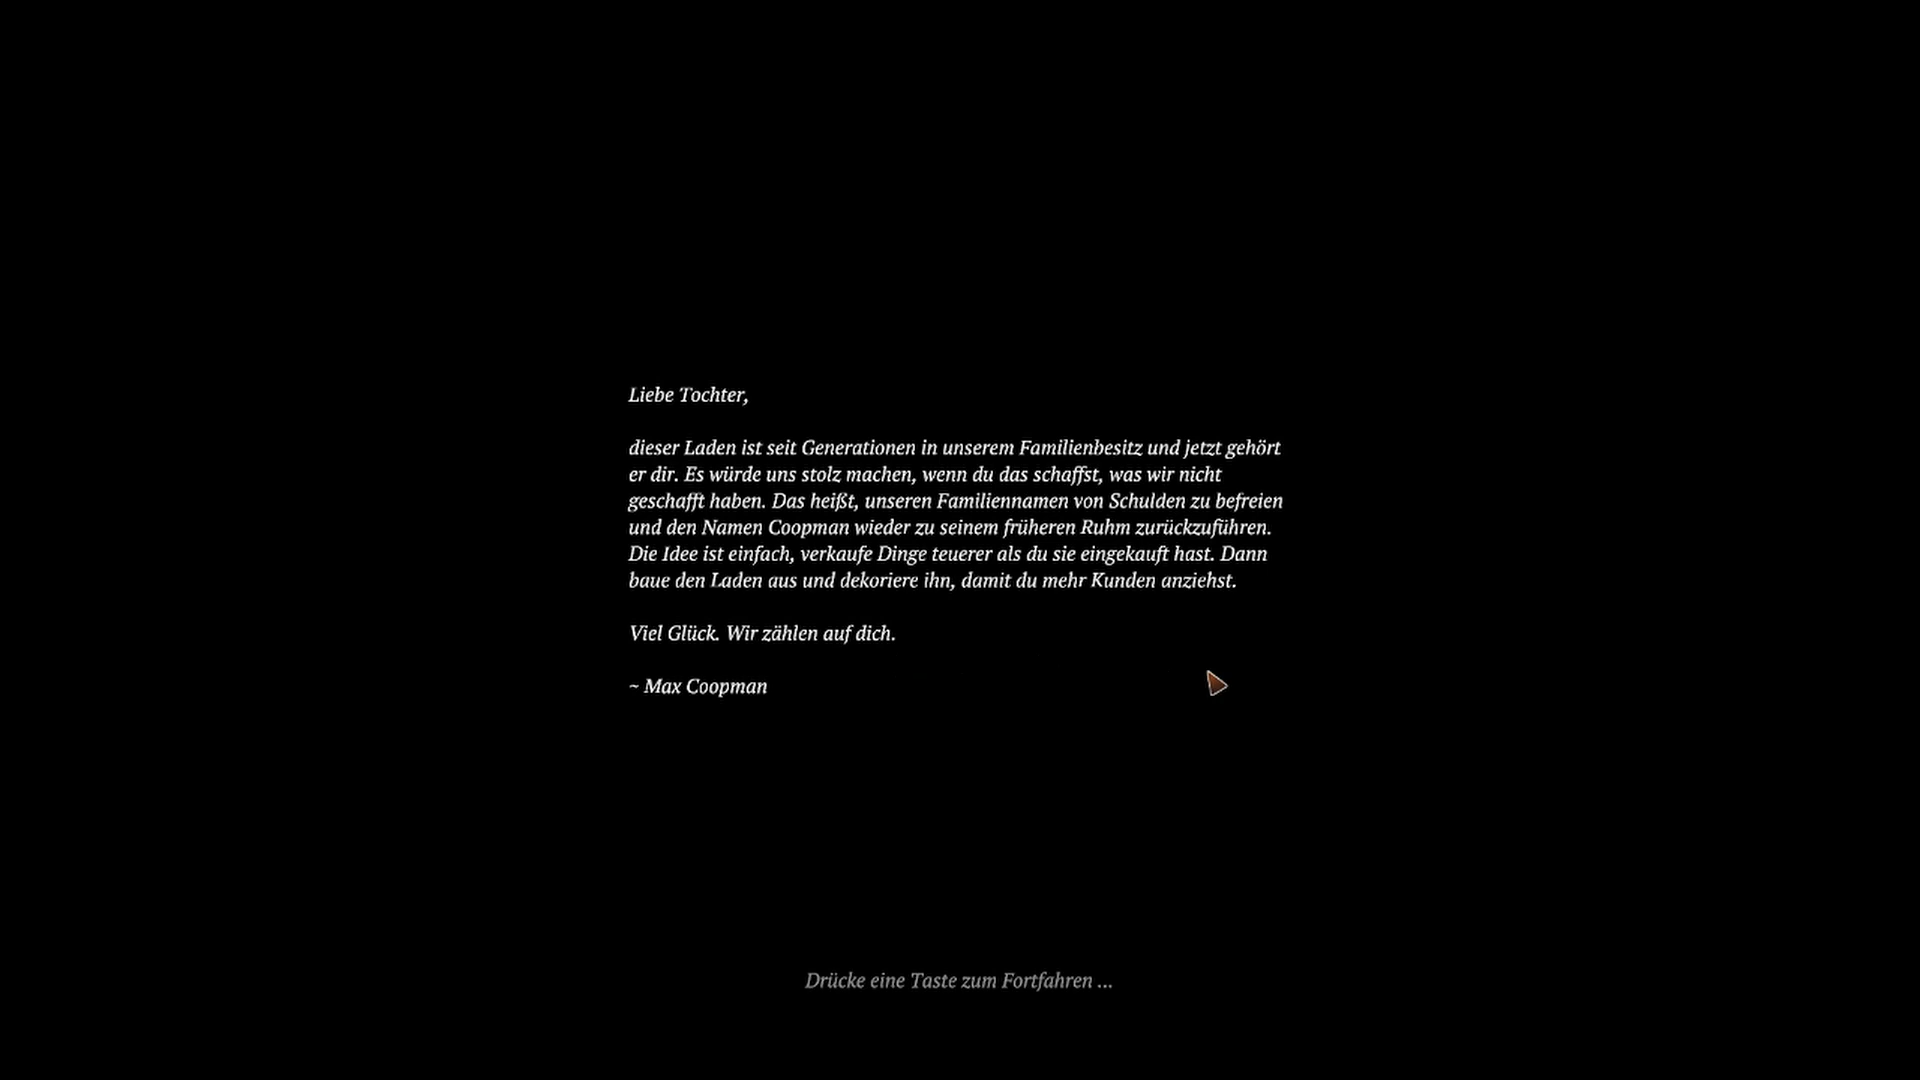 Liebe Tochter,
dieser Laden ist seit Generationen in unserem Familienbesitz und jetzt gehört
er dir. Es würde uns stolz machen, wenn du das schaffst, was wir nicht
geschafft haben. Das heißt, unseren Familiennamen von Schulden zu befreien
und den Namen Coopman wieder zu seinem früheren Ruhm zurückzuführen.
Die Idee ist einfach, verkaufe Dinge teuerer als du sie eingekauft hast. Dann
baue den Laden aus und dekoriere ihn, damit du mehr Kunden anziehst.
Viel Glück. Wir zählen auf dich.
~ Max Coopman
Drücke eine Taste zum Fortfahren ...